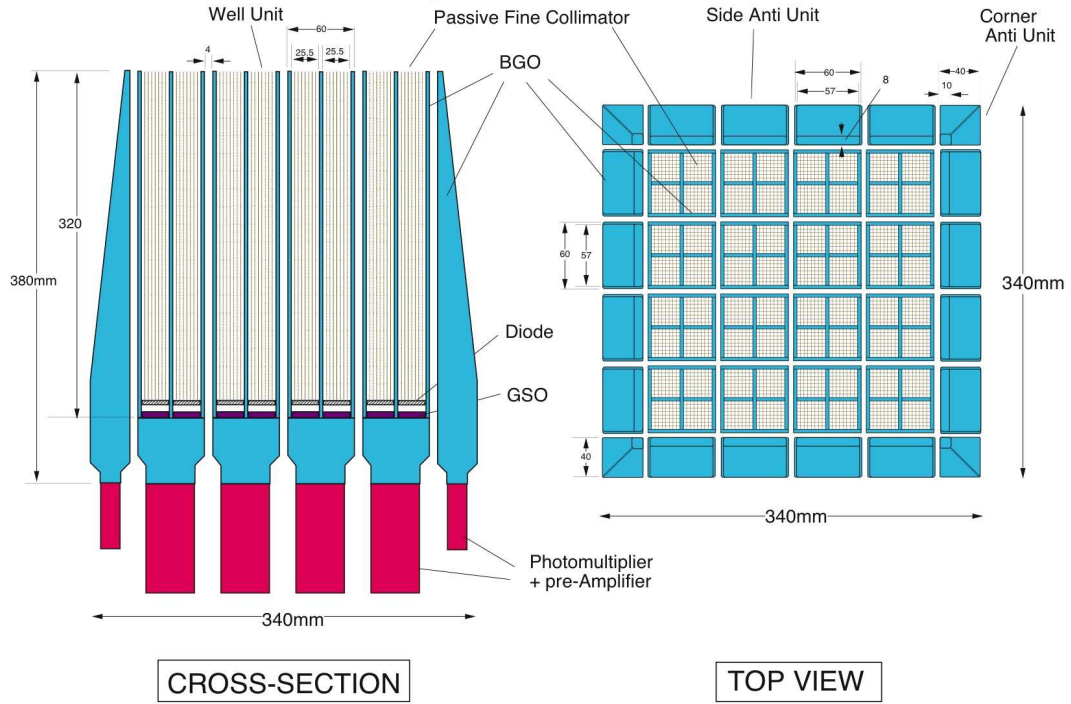 Well Unit
Passive Fine Collimator
Side Anti Unit
Corner
Anti Unit
60
4
25.5
25.5
BGO
60
57
8
40
10
320
380mm
60
57
340mm
Diode
GSO
40
340mm
Photomultiplier
+ pre-Amplifier
340mm
CROSS-SECTION
TOP VIEW